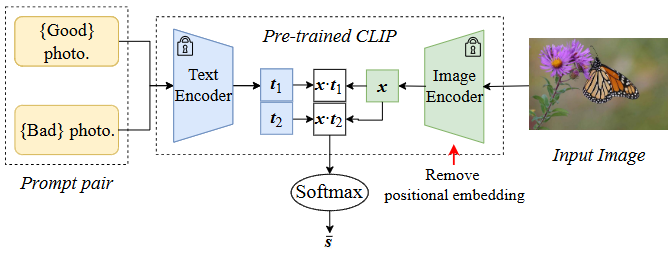 {Good}
photo.
{Bad} photo.
Prompt pair
Pre-trained CLIP
Text
Encoder
t1
t2
x·t1
x·t2
x
Image
Encoder
Input Image
Remove
positional embedding
Softmax
s̄